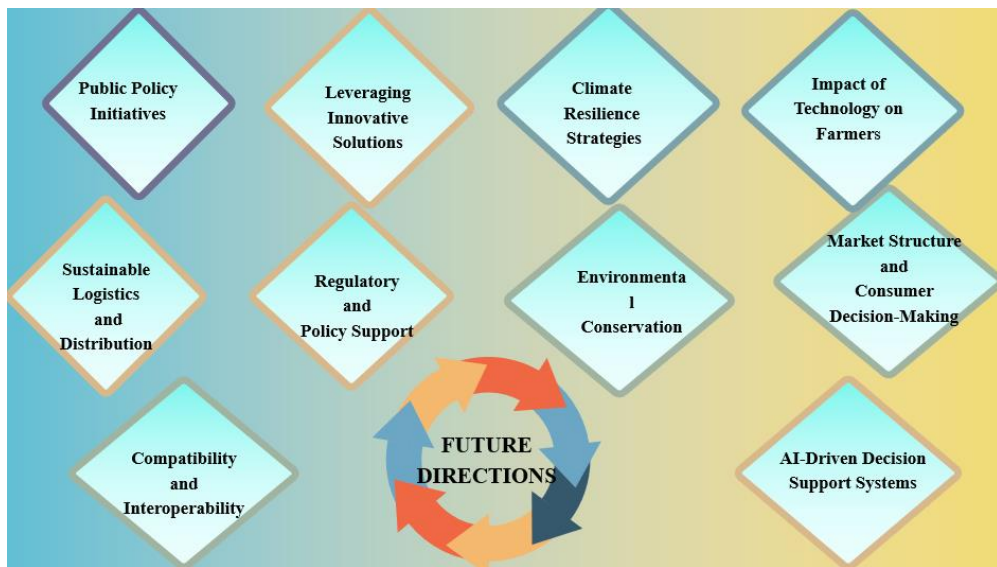 Public Policy
Initiatives
Leveraging
Innovative
Solutions
Climate
Resilience
Strategies
Impact of
Technology on
Farmers
Sustainable
Logistics
and
Distribution
Regulatory
and
Policy Support
Environmenta
l
Conservation
Market Structure
and
Consumer
Decision-Making
Compatibility
and
Interoperability
FUTURE
DIRECTIONS
AI-Driven Decision
Support Systems